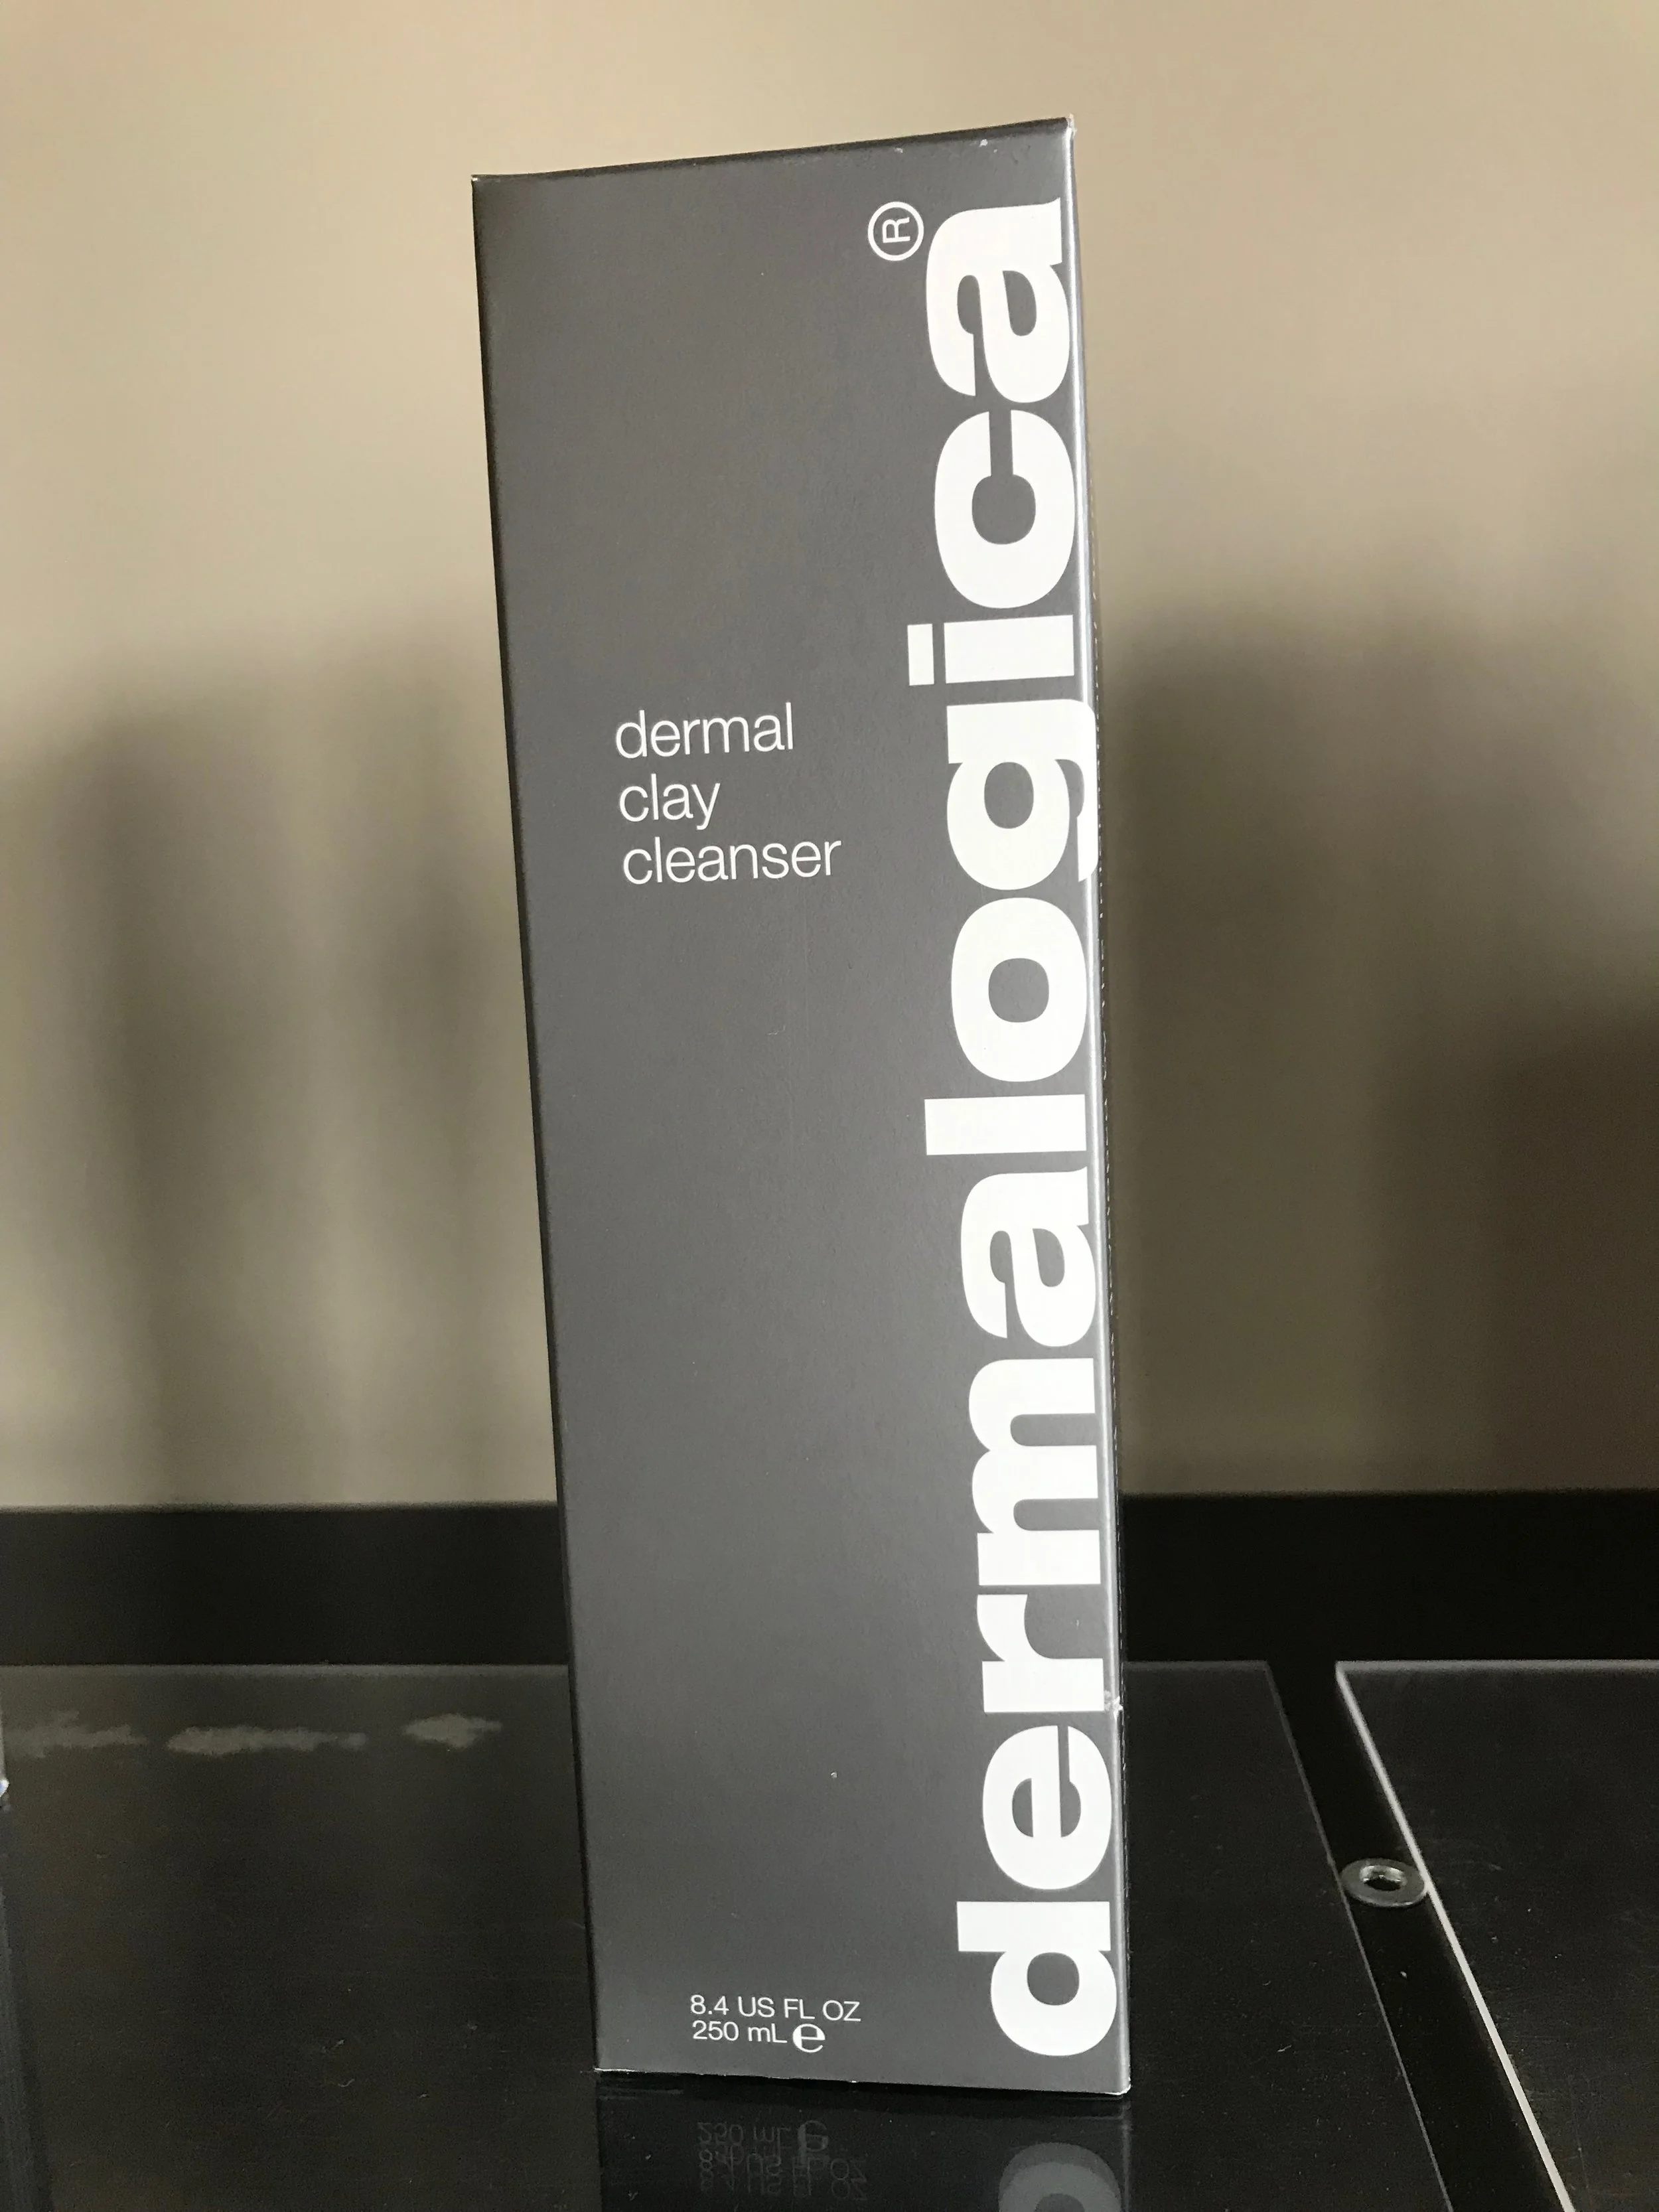 dermalogica®
dermal
clay
cleanser
8.4 US FL OZ
250 mL ℮